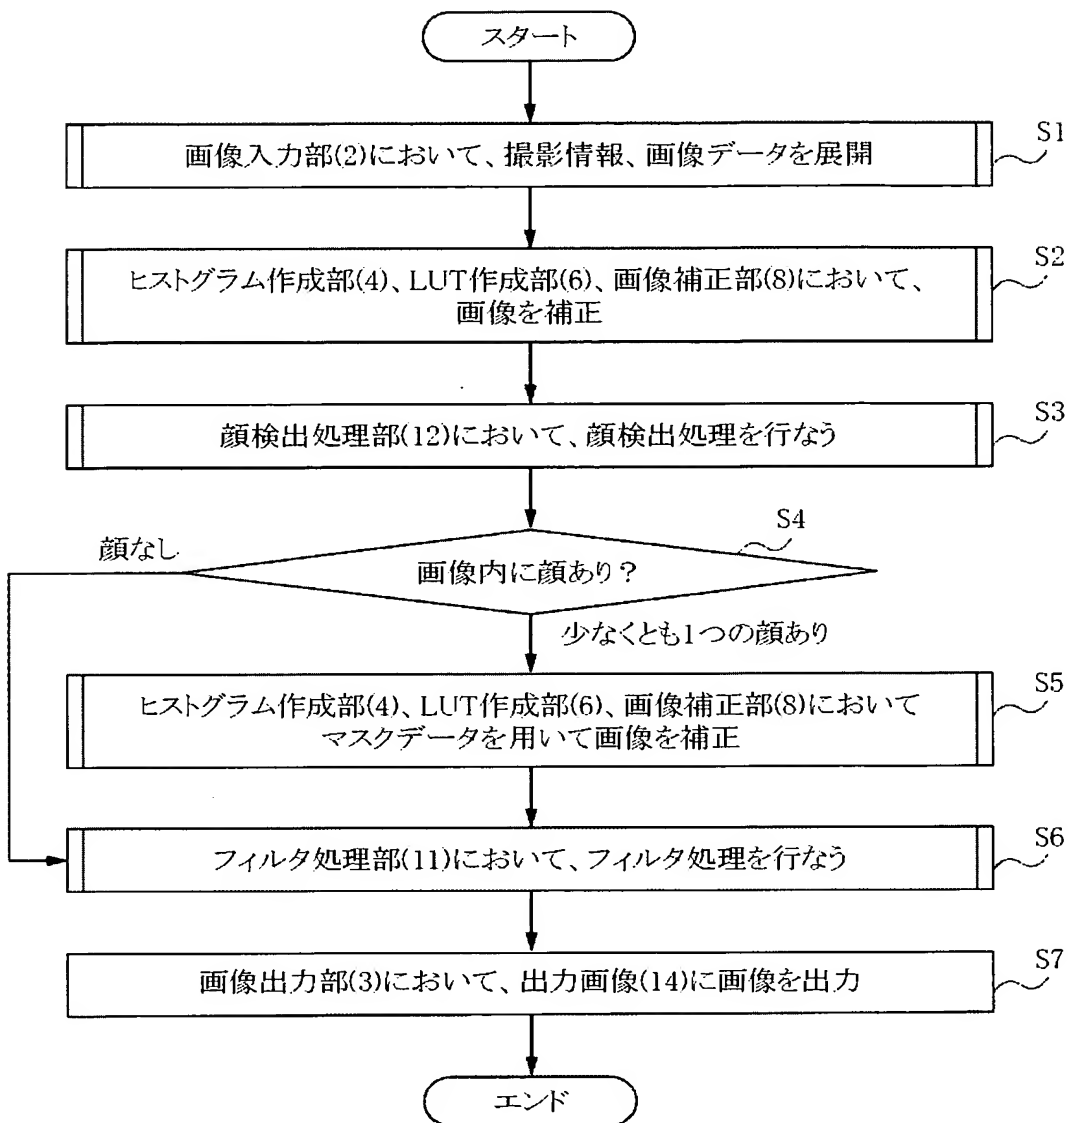 スタート
画像入力部(2)において、撮影情報、画像データを展開
S1
ヒストグラム作成部(4)、LUT作成部(6)、画像補正部(8)において、
画像を補正
S2
顔検出処理部(12)において、顔検出処理を行なう
S3
S4
顔なし
画像内に顔あり？
少なくとも1つの顔あり
ヒストグラム作成部(4)、LUT作成部(6)、画像補正部(8)において
マスクデータを用いて画像を補正
S5
フィルタ処理部(11)において、フィルタ処理を行なう
S6
画像出力部(3)において、出力画像(14)に画像を出力
S7
エンド